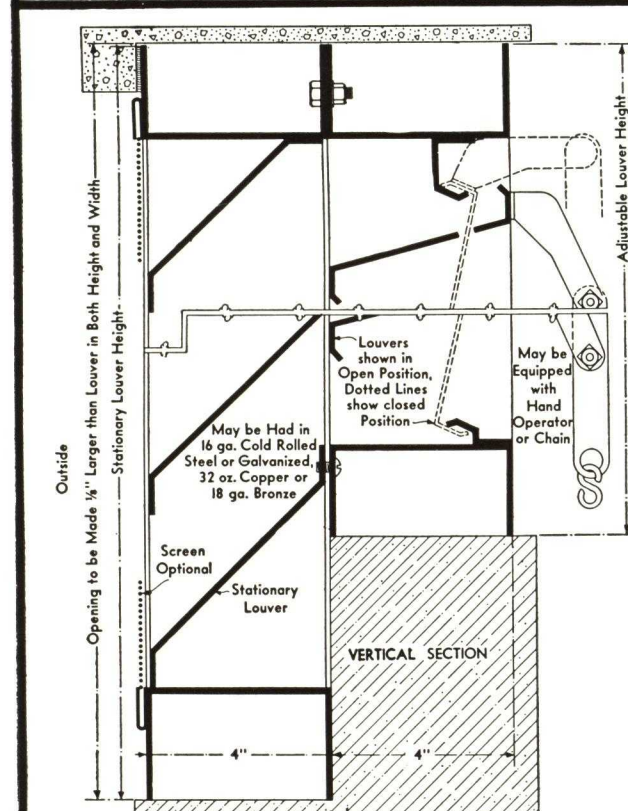 Outside
Opening to be Made ⅛" Larger than Louver in Both Height and Width
Stationary Louver Height
Adjustable Louver Height
Louvers
shown in
Open Position,
Dotted Lines
show closed
Position
May be
Equipped
with
Hand
Operator
or Chain
May be Had in
16 ga. Cold Rolled
Steel or Galvanized,
32 oz. Copper or
18 ga. Bronze
Screen
Optional
Stationary
Louver
VERTICAL SECTION
4"
4"